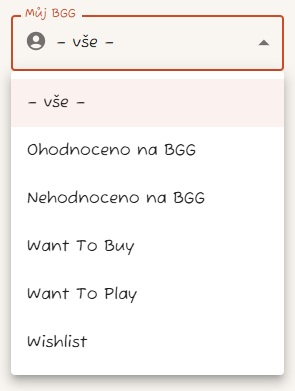 Můj BGG
– vše –
– vše –
Ohodnoceno na BGG
Nehodnoceno na BGG
Want To Buy
Want To Play
Wishlist